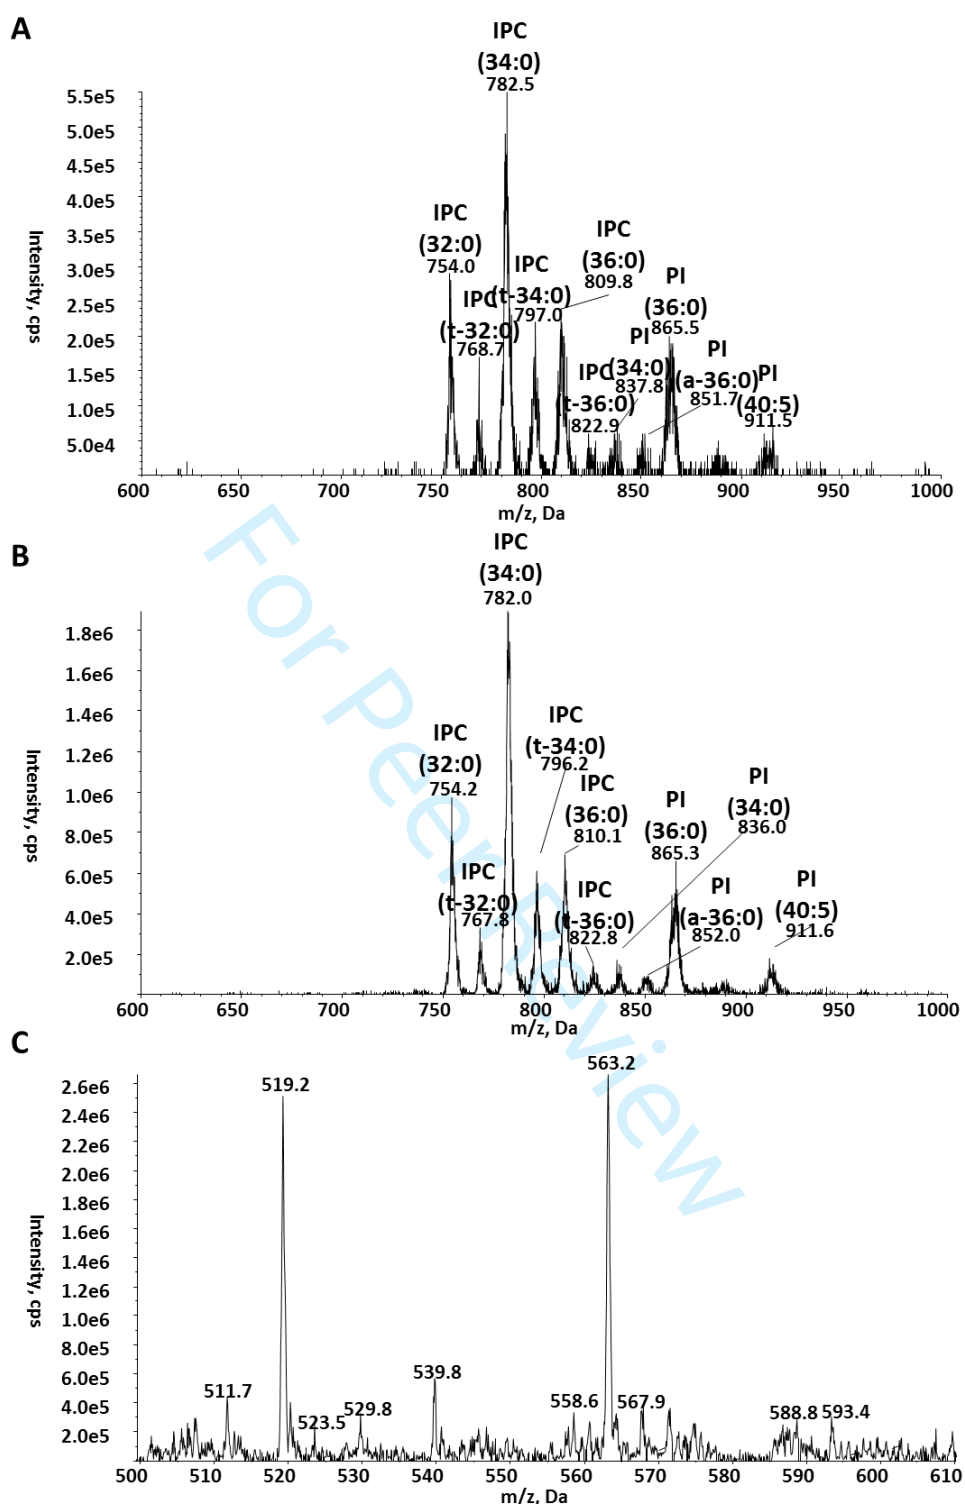 A
IPC
(34:0)
782.5
5.5e5
5.0e5
4.5e5
4.0e5
3.5e5
3.0e5
2.5e5
2.0e5
1.5e5
1.0e5
5.0e4
Intensity, cps
IPC
(32:0)
754.0
IPC
(t-32:0)
768.7
IPC
(t-34:0)
797.0
IPC
(36:0)
809.8
IPC
(t-36:0)
822.9
PI
(34:0)
837.8
PI
(36:0)
865.5
PI
(a-36:0)
851.7
PI
(40:5)
911.5
600 650 700 750 800 850 900 950 1000
m/z, Da
B
IPC
(34:0)
782.0
1.8e6
1.6e6
1.4e6
1.2e6
1.0e6
8.0e5
6.0e5
4.0e5
2.0e5
Intensity, cps
IPC
(32:0)
754.2
IPC
(t-32:0)
767.8
IPC
(t-34:0)
796.2
IPC
(36:0)
810.1
IPC
(t-36:0)
822.8
PI
(36:0)
865.3
PI
(34:0)
836.0
PI
(a-36:0)
852.0
PI
(40:5)
911.6
600 650 700 750 800 850 900 950 1000
m/z, Da
For Peer Review
C
2.6e6
2.4e6
2.2e6
2.0e6
1.8e6
1.6e6
1.4e6
1.2e6
1.0e6
8.0e5
6.0e5
4.0e5
2.0e5
Intensity, cps
511.7
519.2
523.5
529.8
539.8
558.6
563.2
567.9
588.8
593.4
500 510 520 530 540 550 560 570 580 590 600 610
m/z, Da